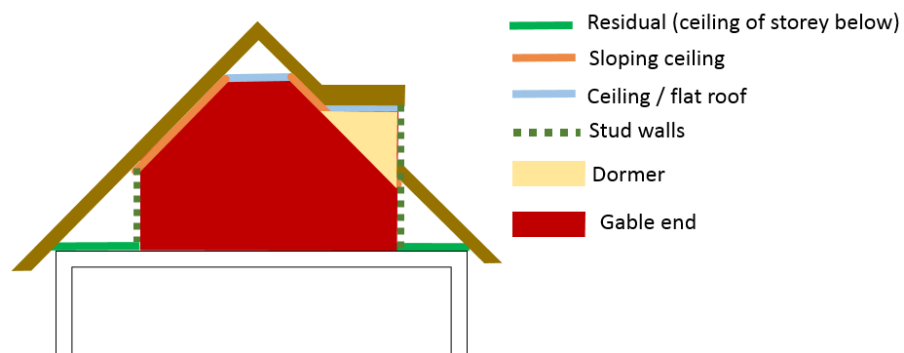 Residual (ceiling of storey below)
Sloping ceiling
Ceiling / flat roof
Stud walls
Dormer
Gable end